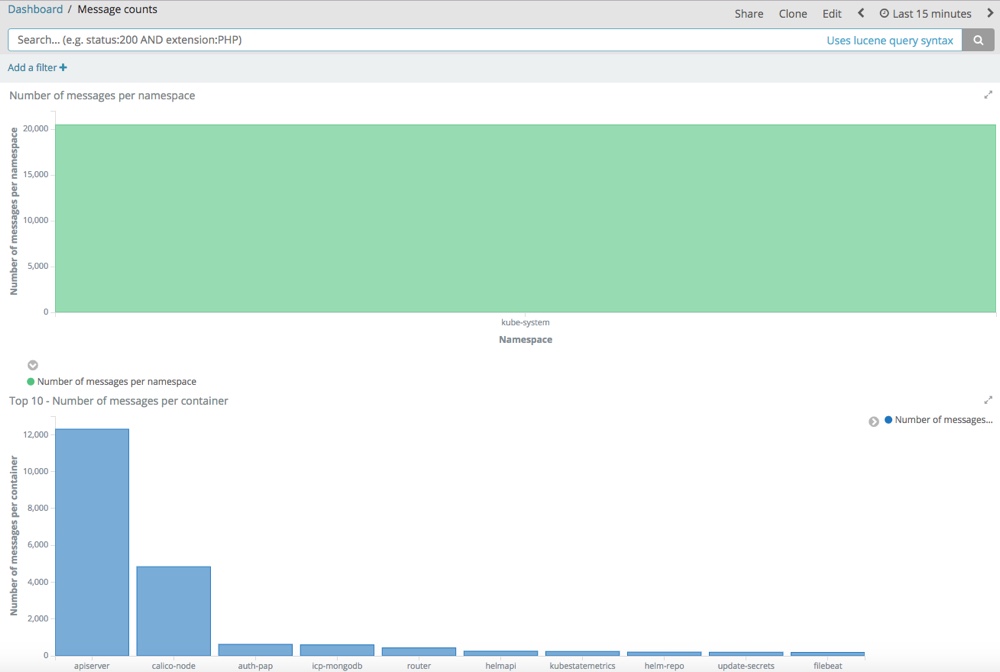 Dashboard / Message counts
Share Clone Edit Last 15 minutes
Search... (e.g. status:200 AND extension:PHP) Uses lucene query syntax
Add a filter +
Number of messages per namespace
Number of messages per namespace
20,000
15,000
10,000
5,000
0
kube-system
Namespace
Number of messages per namespace
Top 10 - Number of messages per container
Number of messages...
Number of messages per container
12,000
10,000
8,000
6,000
4,000
2,000
0
apiserver calico-node auth-pap icp-mongodb router helmapi kubestatemetrics helm-repo update-secrets filebeat